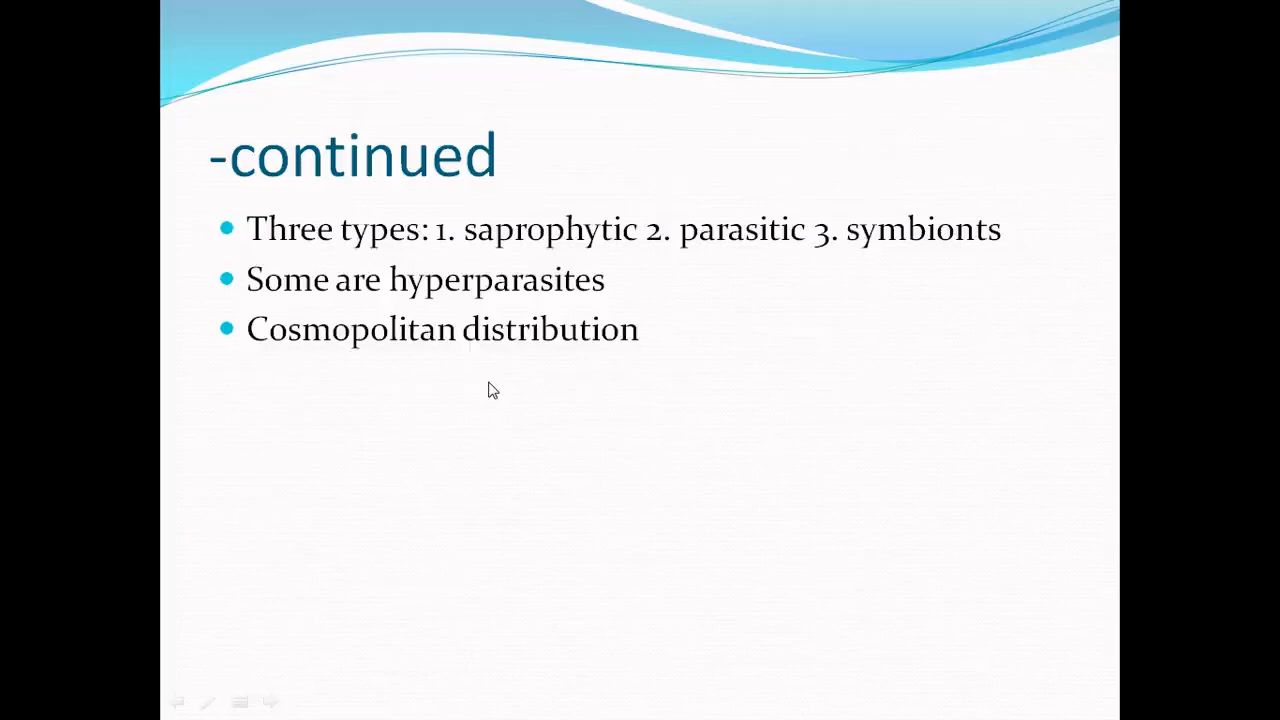 -continued
Three types: 1. saprophytic 2. parasitic 3. symbionts
Some are hyperparasites
Cosmopolitan distribution